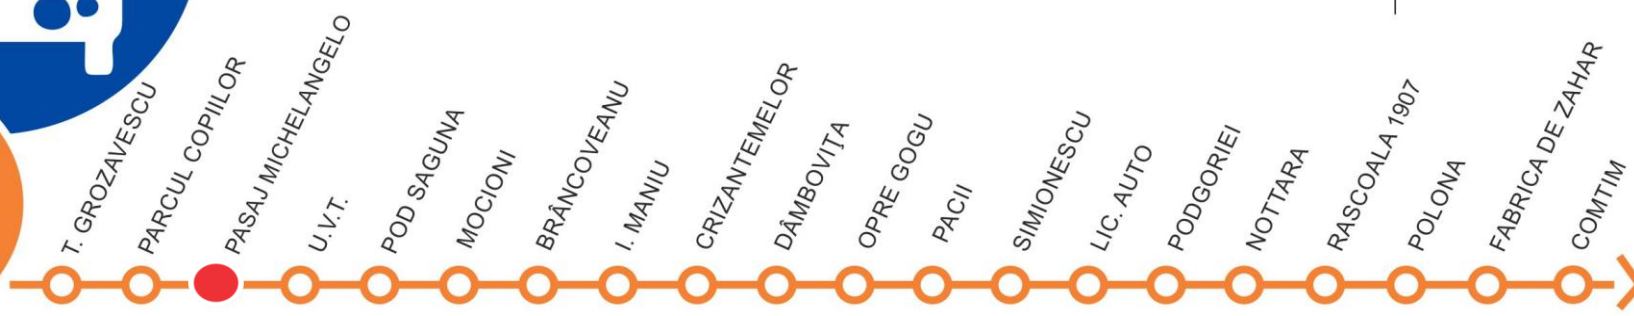 T. GROZAVESCU
PARCUL COPIILOR
PASAJ MICHELANGELO
U.V.T.
POD SAGUNA
MOCIONI
BRÂNCOVEANU
I. MANIU
CRIZANTEMELOR
DÂMBOVIŢA
OPRE GOGU
PACII
SIMIONESCU
LIC. AUTO
PODGORIEI
NOTTARA
RASCOALA 1907
POLONA
FABRICA DE ZAHAR
COMTIM